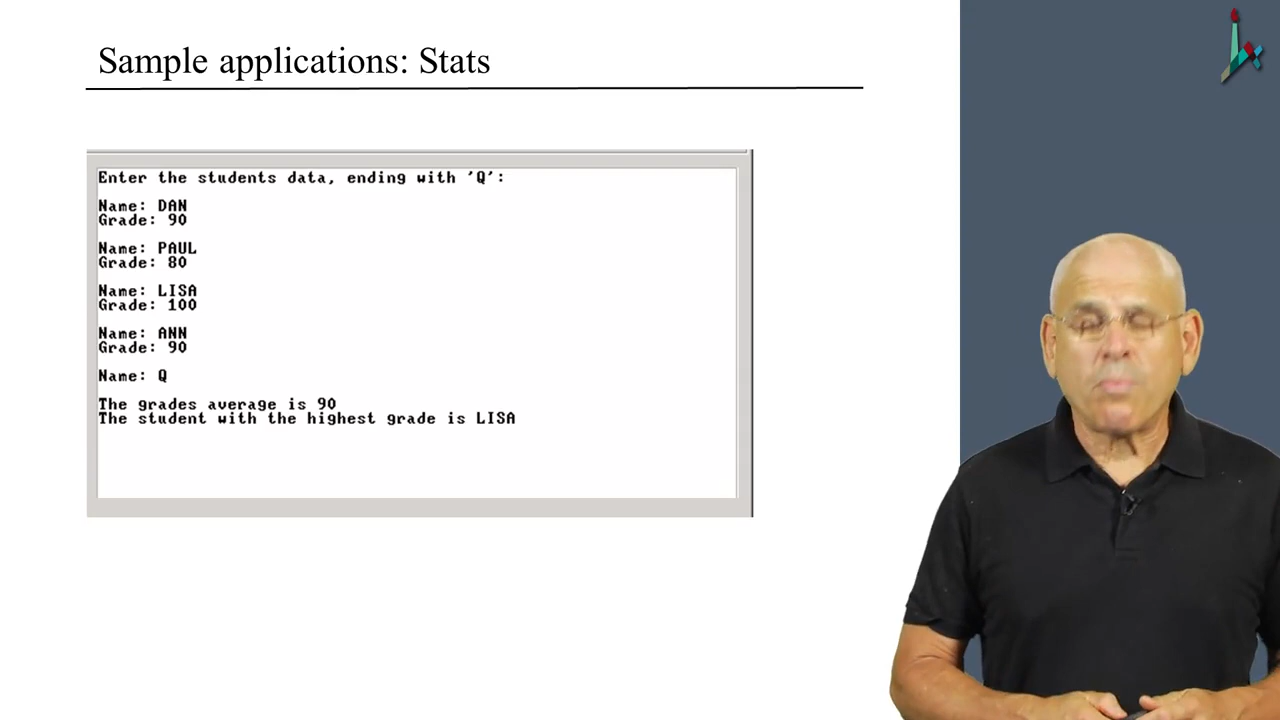 Sample applications: Stats
Enter the students data, ending with 'Q':
Name: DAN
Grade: 90
Name: PAUL
Grade: 80
Name: LISA
Grade: 100
Name: ANN
Grade: 90
Name: Q
The grades average is 90
The student with the highest grade is LISA